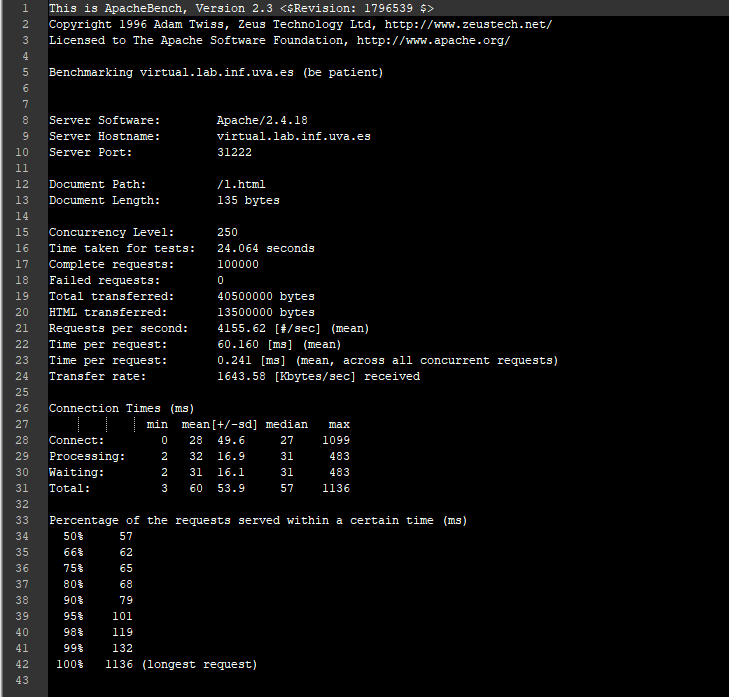 1 This is ApacheBench, Version 2.3 <$Revision: 1796539 $>
2 Copyright 1996 Adam Twiss, Zeus Technology Ltd, http://www.zeustech.net/
3 Licensed to The Apache Software Foundation, http://www.apache.org/
4
5 Benchmarking virtual.lab.inf.uva.es (be patient)
6
7
8 Server Software:        Apache/2.4.18
9 Server Hostname:        virtual.lab.inf.uva.es
10 Server Port:            31222
11
12 Document Path:          /1.html
13 Document Length:        135 bytes
14
15 Concurrency Level:      250
16 Time taken for tests:   24.064 seconds
17 Complete requests:      100000
18 Failed requests:        0
19 Total transferred:      40500000 bytes
20 HTML transferred:       13500000 bytes
21 Requests per second:    4155.62 [#/sec] (mean)
22 Time per request:       60.160 [ms] (mean)
23 Time per request:       0.241 [ms] (mean, across all concurrent requests)
24 Transfer rate:          1643.58 [Kbytes/sec] received
25
26 Connection Times (ms)
27               min  mean[+/-sd] median   max
28 Connect:        0   28  49.6     27    1099
29 Processing:     2   32  16.9     31     483
30 Waiting:        2   31  16.1     31     483
31 Total:          3   60  53.9     57    1136
32
33 Percentage of the requests served within a certain time (ms)
34   50%     57
35   66%     62
36   75%     65
37   80%     68
38   90%     79
39   95%    101
40   98%    119
41   99%    132
42  100%   1136 (longest request)
43